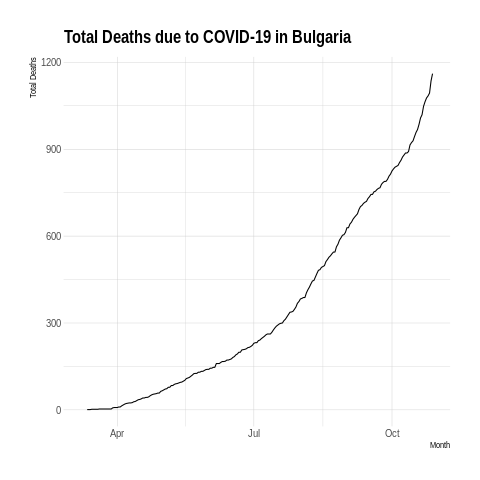 Total Deaths due to COVID-19 in Bulgaria
Total Deaths
1200
900
600
300
0
Apr Jul Oct
Month